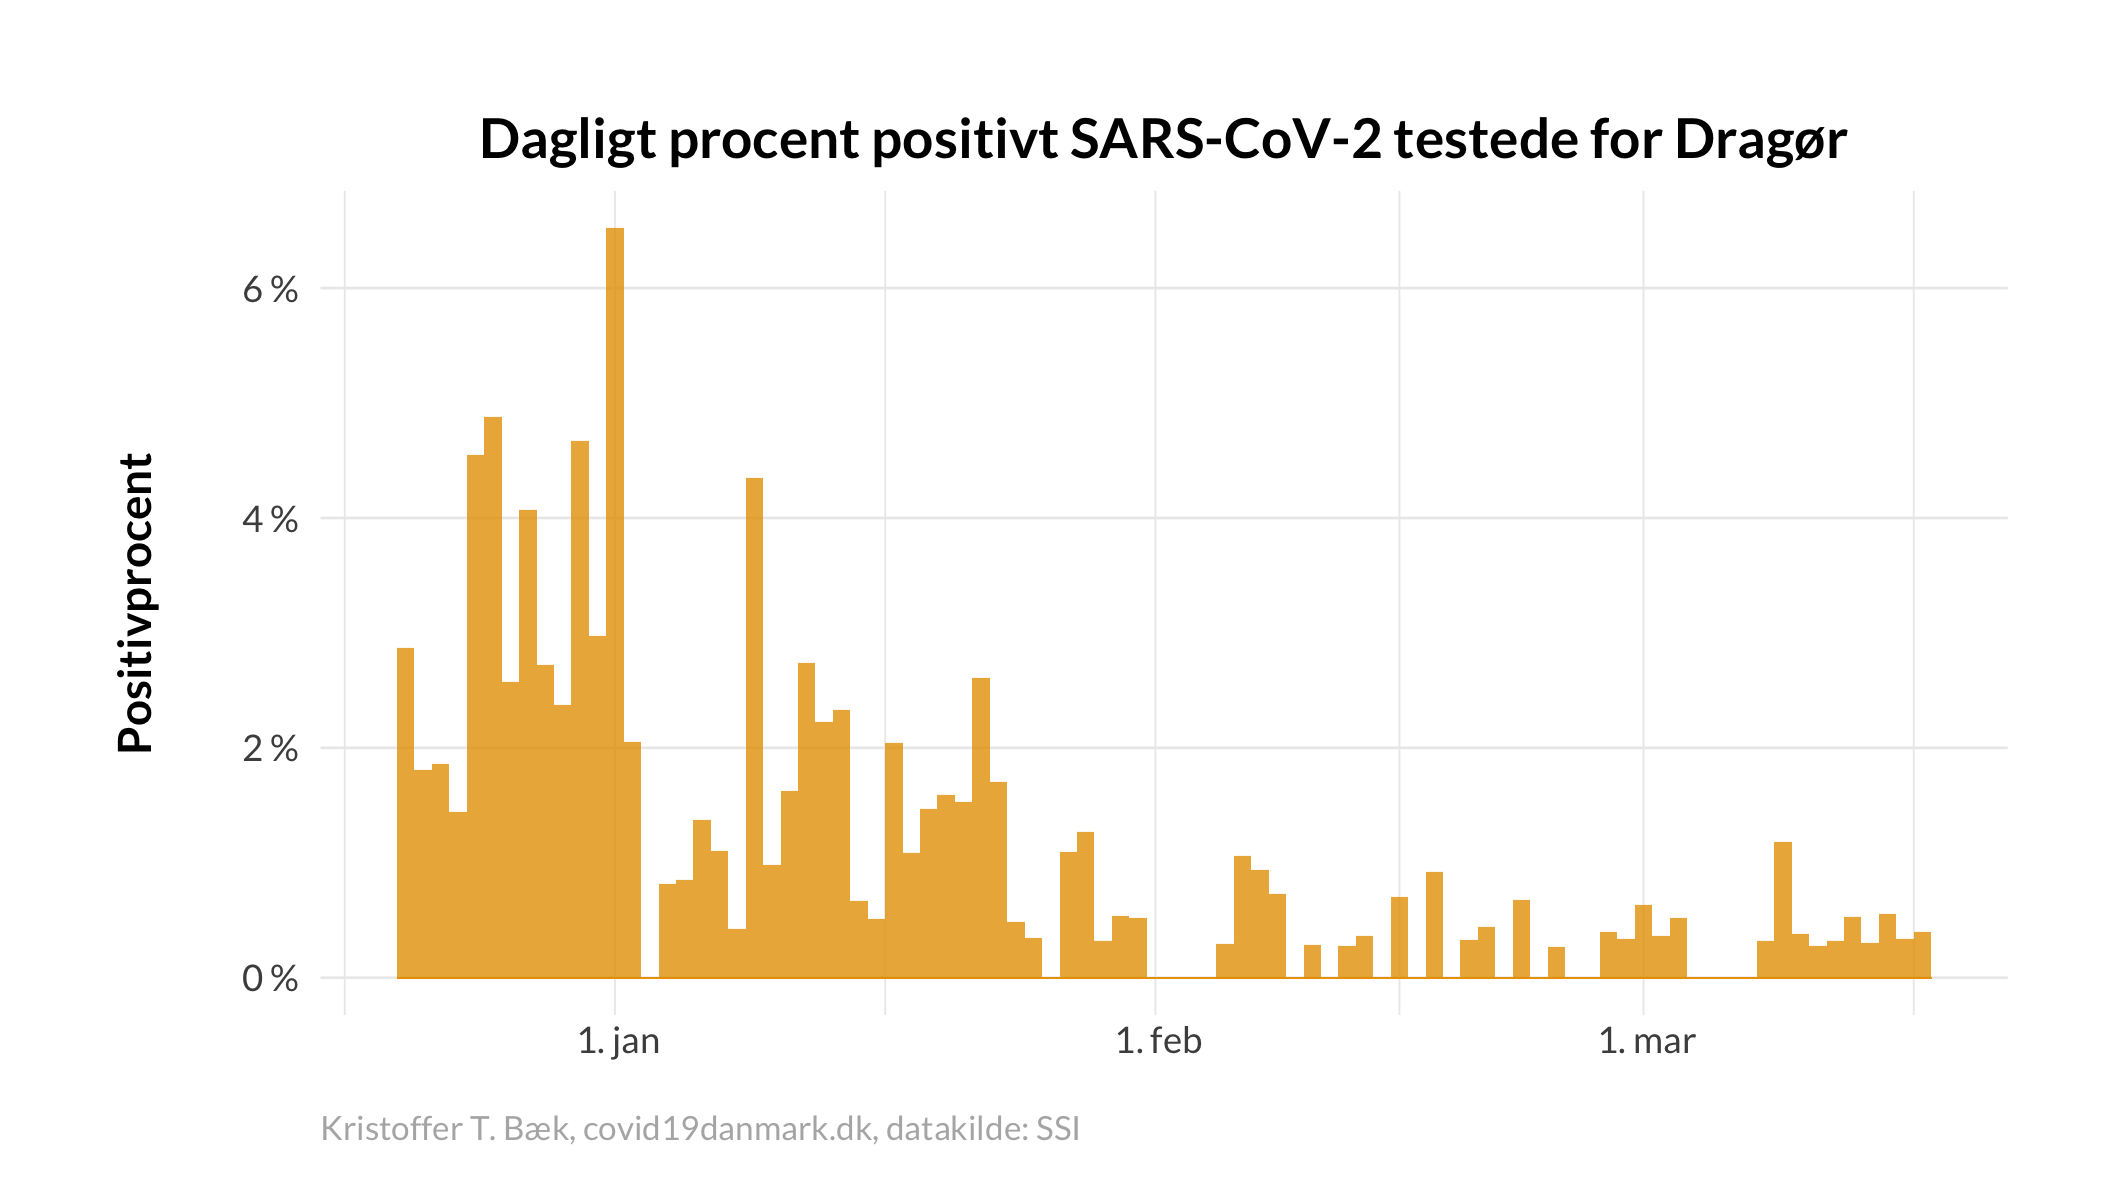 Dagligt procent positivt SARS-CoV-2 testede for Dragør
Positivprocent
6 %
4 %
2 %
0 %
1. jan
1. feb
1. mar
Kristoffer T. Bæk, covid19danmark.dk, datakilde: SSI